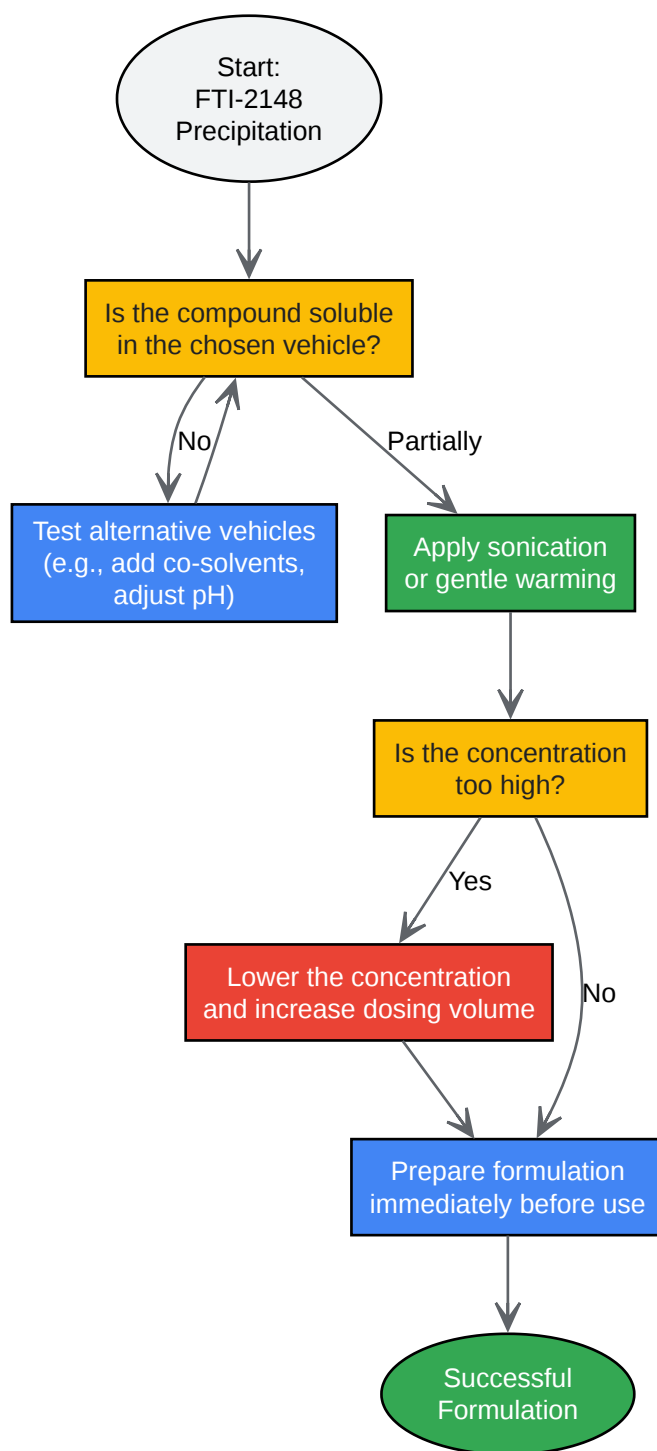 Start:
FTI-2148
Precipitation
Is the compound soluble
in the chosen vehicle?
No
Partially
Test alternative vehicles
(e.g., add co-solvents,
adjust pH)
Apply sonication
or gentle warming
Is the concentration
too high?
Yes
Lower the concentration
and increase dosing volume
No
Prepare formulation
immediately before use
Successful
Formulation